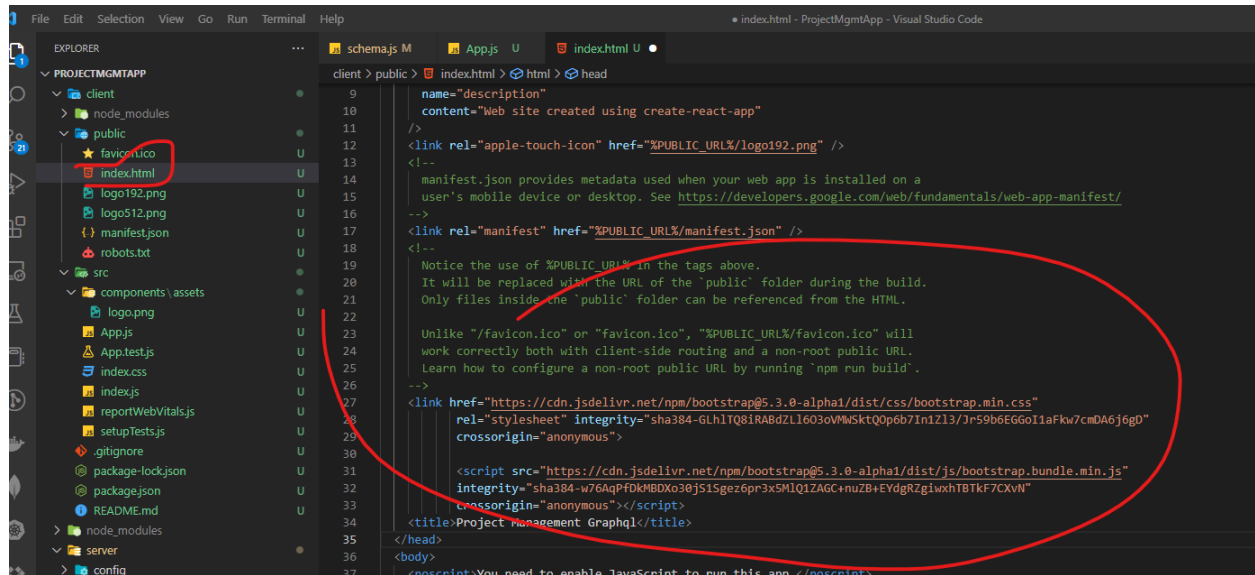 File Edit Selection View Go Run Terminal Help
● index.html - ProjectMgmtApp - Visual Studio Code
EXPLORER
schema.js M
App.js U
index.html U ●
PROJECTMGMTAPP
client > public > index.html > html > head
1
21
client
node_modules
public
favicon.ico U
index.html U
logo192.png U
logo512.png U
manifest.json U
robots.txt U
src
components \ assets
logo.png U
App.js U
App.test.js U
index.css U
index.js U
reportWebVitals.js U
setupTests.js U
.gitignore U
package-lock.json U
package.json U
README.md U
node_modules
server
config
9 name="description"
10 content="Web site created using create-react-app"
11 />
12 <link rel="apple-touch-icon" href="%PUBLIC_URL%/logo192.png" />
13 <!--
14 manifest.json provides metadata used when your web app is installed on a
15 user's mobile device or desktop. See https://developers.google.com/web/fundamentals/web-app-manifest/
16 -->
17 <link rel="manifest" href="%PUBLIC_URL%/manifest.json" />
18 <!--
19 Notice the use of %PUBLIC_URL% in the tags above.
20 It will be replaced with the URL of the `public` folder during the build.
21 Only files inside the `public` folder can be referenced from the HTML.
22
23 Unlike "/favicon.ico" or "favicon.ico", "%PUBLIC_URL%/favicon.ico" will
24 work correctly both with client-side routing and a non-root public URL.
25 Learn how to configure a non-root public URL by running `npm run build`.
26 -->
27 <link href="https://cdn.jsdelivr.net/npm/bootstrap@5.3.0-alpha1/dist/css/bootstrap.min.css"
28 rel="stylesheet" integrity="sha384-GLhlTQ8iRABdZLl6O3oVMWSktQOp6b7In1Zl3/Jr59b6EGGoI1aFkw7cmDA6j6gD"
29 crossorigin="anonymous">
30
31 <script src="https://cdn.jsdelivr.net/npm/bootstrap@5.3.0-alpha1/dist/js/bootstrap.bundle.min.js"
32 integrity="sha384-w76AqPfDkMBDXo30jS1Sgez6pr3x5MlQ1ZAGC+nuZB+EYdgRZgiwxhTBTkF7CXvN"
33 crossorigin="anonymous"></script>
34 <title>Project Management Graphql</title>
35 </head>
36 <body>
37 <noscript>You need to enable JavaScript to run this app.</noscript>